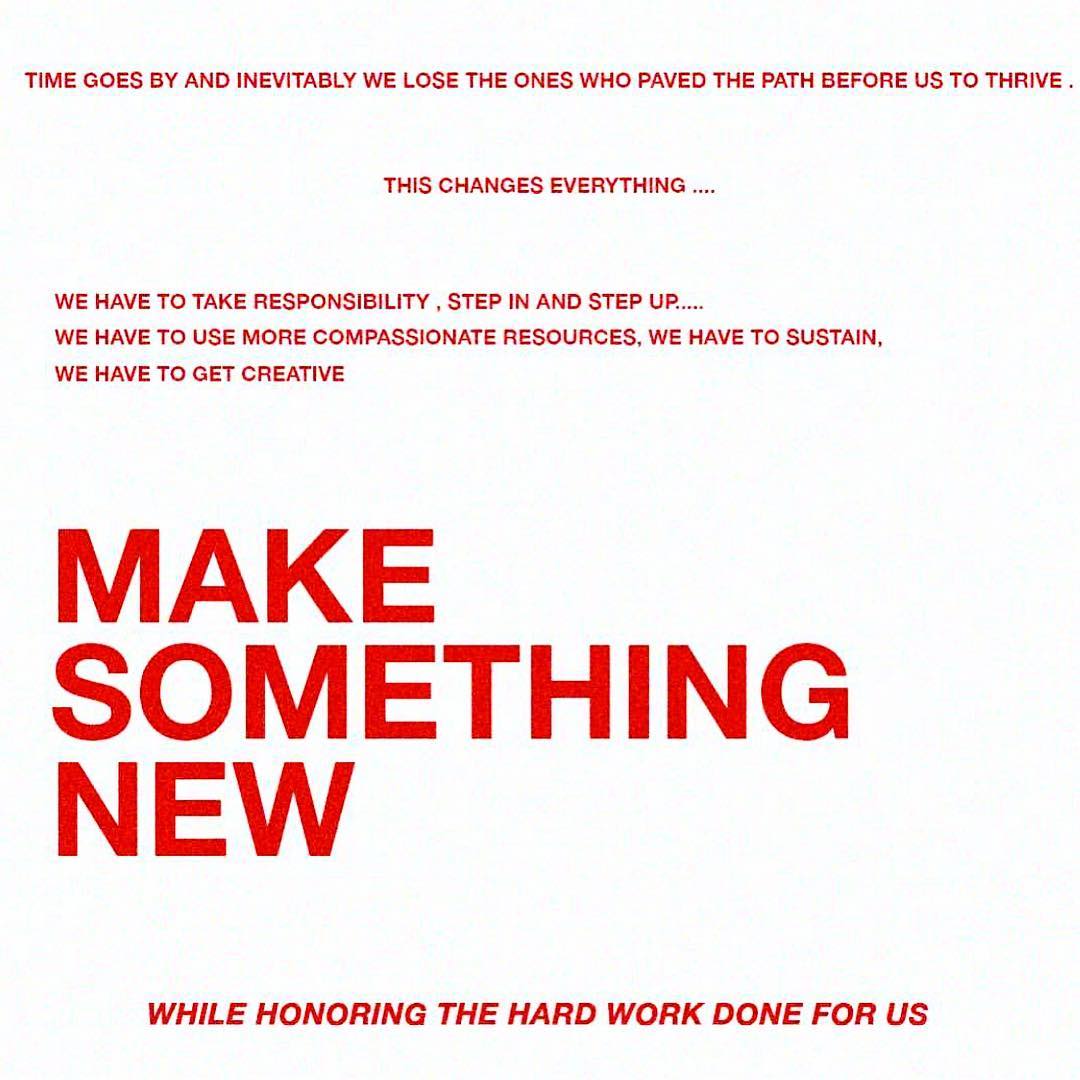 TIME GOES BY AND INEVITABLY WE LOSE THE ONES WHO PAVED THE PATH BEFORE US TO THRIVE .
THIS CHANGES EVERYTHING ....
WE HAVE TO TAKE RESPONSIBILITY , STEP IN AND STEP UP.....
WE HAVE TO USE MORE COMPASSIONATE RESOURCES, WE HAVE TO SUSTAIN,
WE HAVE TO GET CREATIVE
MAKE
SOMETHING
NEW
WHILE HONORING THE HARD WORK DONE FOR US